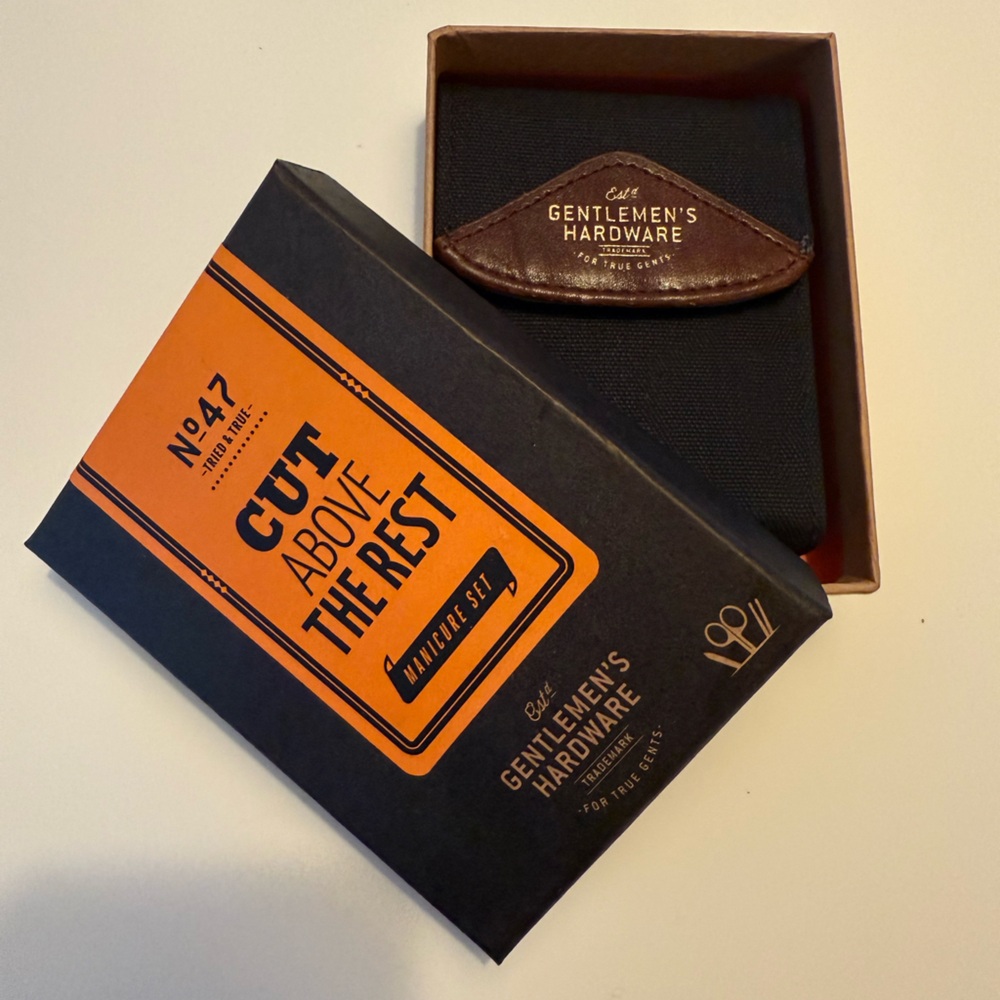 Estd
GENTLEMEN'S
HARDWARE
TRADEMARK
·FOR TRUE GENTS·
Nº47
–TRIED & TRUE–
CUT
ABOVE
THE REST
MANICURE SET
Estd
GENTLEMEN'S
HARDWARE
TRADEMARK
·FOR TRUE GENTS·